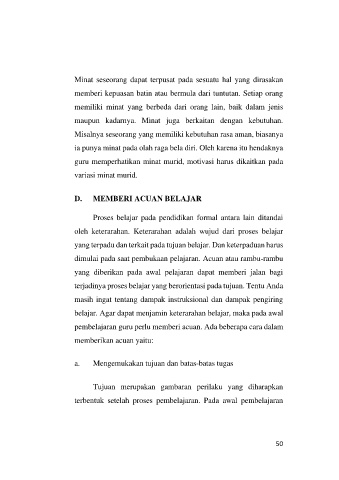 Minat seseorang dapat terpusat pada sesuatu hal yang dirasakan
memberi kepuasan batin atau bermula dari tuntutan. Setiap orang
memiliki minat yang berbeda dari orang lain, baik dalam jenis
maupun kadarnya. Minat juga berkaitan dengan kebutuhan.
Misalnya seseorang yang memiliki kebutuhan rasa aman, biasanya
ia punya minat pada olah raga bela diri. Oleh karena itu hendaknya
guru memperhatikan minat murid, motivasi harus dikaitkan pada
variasi minat murid.
D. MEMBERI ACUAN BELAJAR
Proses belajar pada pendidikan formal antara lain ditandai
oleh keterarahan. Keterarahan adalah wujud dari proses belajar
yang terpadu dan terkait pada tujuan belajar. Dan keterpaduan harus
dimulai pada saat pembukaan pelajaran. Acuan atau rambu-rambu
yang diberikan pada awal pelajaran dapat memberi jalan bagi
terjadinya proses belajar yang berorientasi pada tujuan. Tentu Anda
masih ingat tentang dampak instruksional dan dampak pengiring
belajar. Agar dapat menjamin keterarahan belajar, maka pada awal
pembelajaran guru perlu memberi acuan. Ada beberapa cara dalam
memberikan acuan yaitu:
a. Mengemukakan tujuan dan batas-batas tugas
Tujuan merupakan gambaran perilaku yang diharapkan
terbentuk setelah proses pembelajaran. Pada awal pembelajaran
50